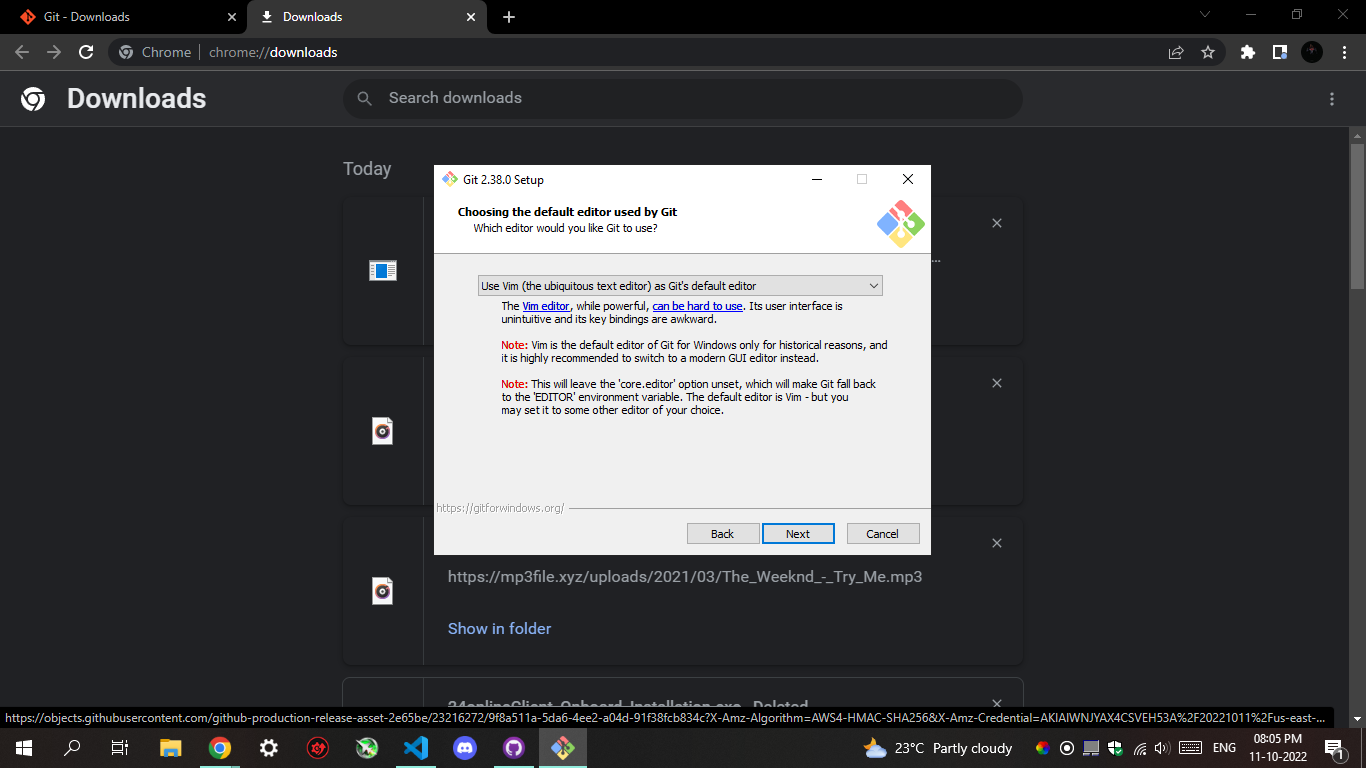 Git - Downloads
Downloads
Chrome
chrome://downloads
Downloads
Search downloads
Today
Git 2.38.0 Setup
Choosing the default editor used by Git
Which editor would you like Git to use?
...
Use Vim (the ubiquitous text editor) as Git's default editor
The Vim editor, while powerful, can be hard to use. Its user interface is
unintuitive and its key bindings are awkward.
Note: Vim is the default editor of Git for Windows only for historical reasons, and
it is highly recommended to switch to a modern GUI editor instead.
Note: This will leave the 'core.editor' option unset, which will make Git fall back
to the 'EDITOR' environment variable. The default editor is Vim - but you
may set it to some other editor of your choice.
https://gitforwindows.org/
Back
Next
Cancel
https://mp3file.xyz/uploads/2021/03/The_Weeknd_-_Try_Me.mp3
Show in folder
24onlineClient_Onboard_Installation.exe Deleted
https://objects.githubusercontent.com/github-production-release-asset-2e65be/23216272/9f8a511a-5da6-4ee2-a04d-91f38fcb834c?X-Amz-Algorithm=AWS4-HMAC-SHA256&X-Amz-Credential=AKIAIWNJYAX4CSVEH53A%2F20221011%2Fus-east-...
23°C Partly cloudy
ENG
08:05 PM
11-10-2022
1